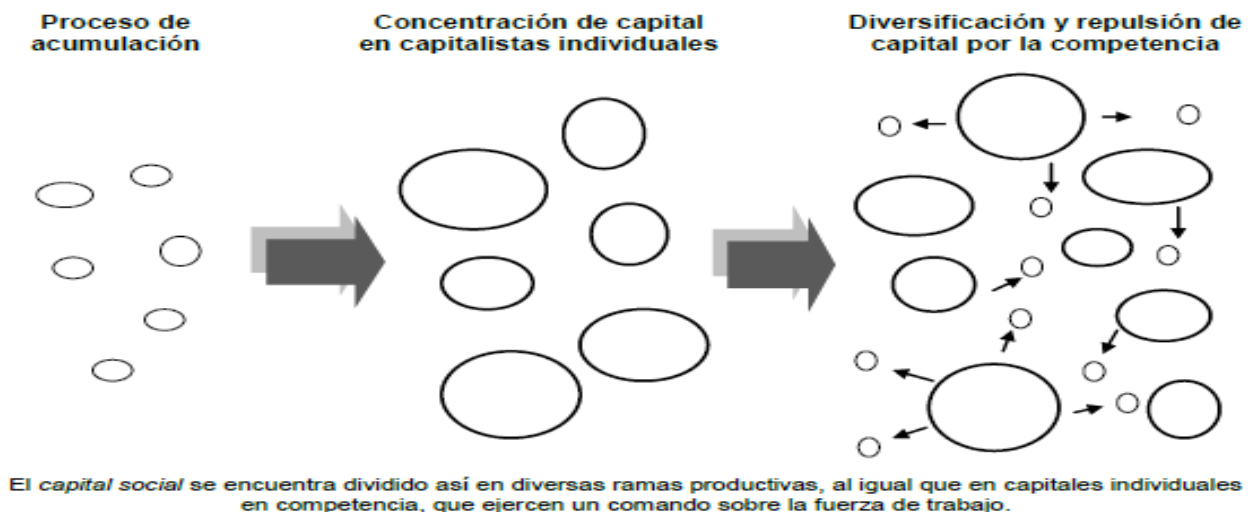 Proceso de
acumulación
Concentración de capital
en capitalistas individuales
Diversificación y repulsión de
capital por la competencia
El capital social se encuentra dividido así en diversas ramas productivas, al igual que en capitales individuales
en competencia, que ejercen un comando sobre la fuerza de trabajo.